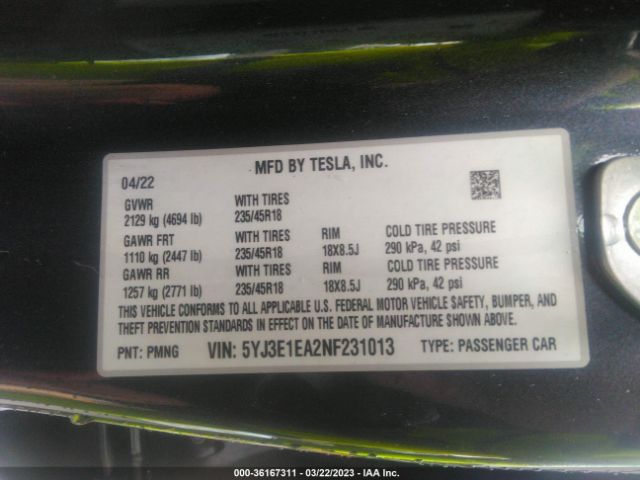 MFD BY TESLA, INC.
04/22
GVWR WITH TIRES
2129 kg (4694 lb) 235/45R18
GAWR FRT WITH TIRES RIM COLD TIRE PRESSURE
1110 kg (2447 lb) 235/45R18 18X8.5J 290 kPa, 42 psi
GAWR RR WITH TIRES RIM COLD TIRE PRESSURE
1257 kg (2771 lb) 235/45R18 18X8.5J 290 kPa, 42 psi
THIS VEHICLE CONFORMS TO ALL APPLICABLE U.S. FEDERAL MOTOR VEHICLE SAFETY, BUMPER, AND
THEFT PREVENTION STANDARDS IN EFFECT ON THE DATE OF MANUFACTURE SHOWN ABOVE.
PNT: PMNG VIN: 5YJ3E1EA2NF231013 TYPE: PASSENGER CAR
000-36167311 - 03/22/2023 - IAA Inc.